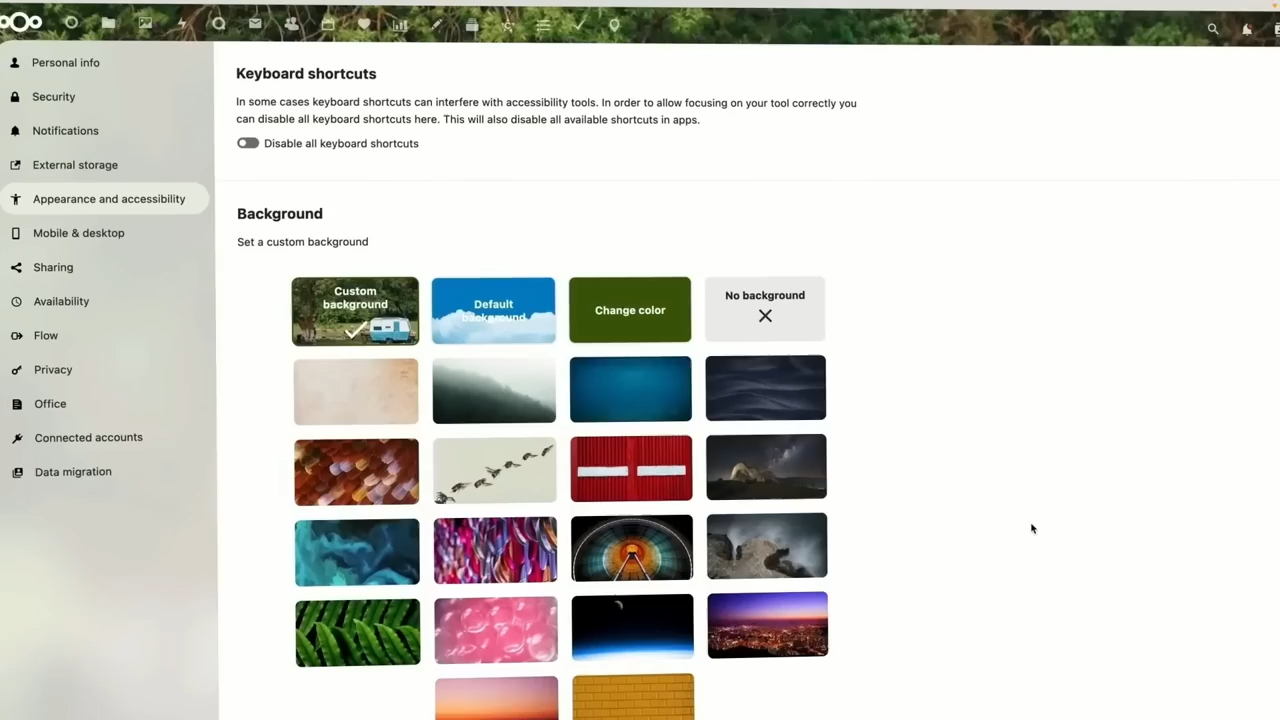 Personal info
Security
Notifications
External storage
Appearance and accessibility
Mobile & desktop
Sharing
Availability
Flow
Privacy
Office
Connected accounts
Data migration
Keyboard shortcuts
In some cases keyboard shortcuts can interfere with accessibility tools. In order to allow focusing on your tool correctly you
can disable all keyboard shortcuts here. This will also disable all available shortcuts in apps.
Disable all keyboard shortcuts
Background
Set a custom background
Custom
background
Default
background
Change color
No background